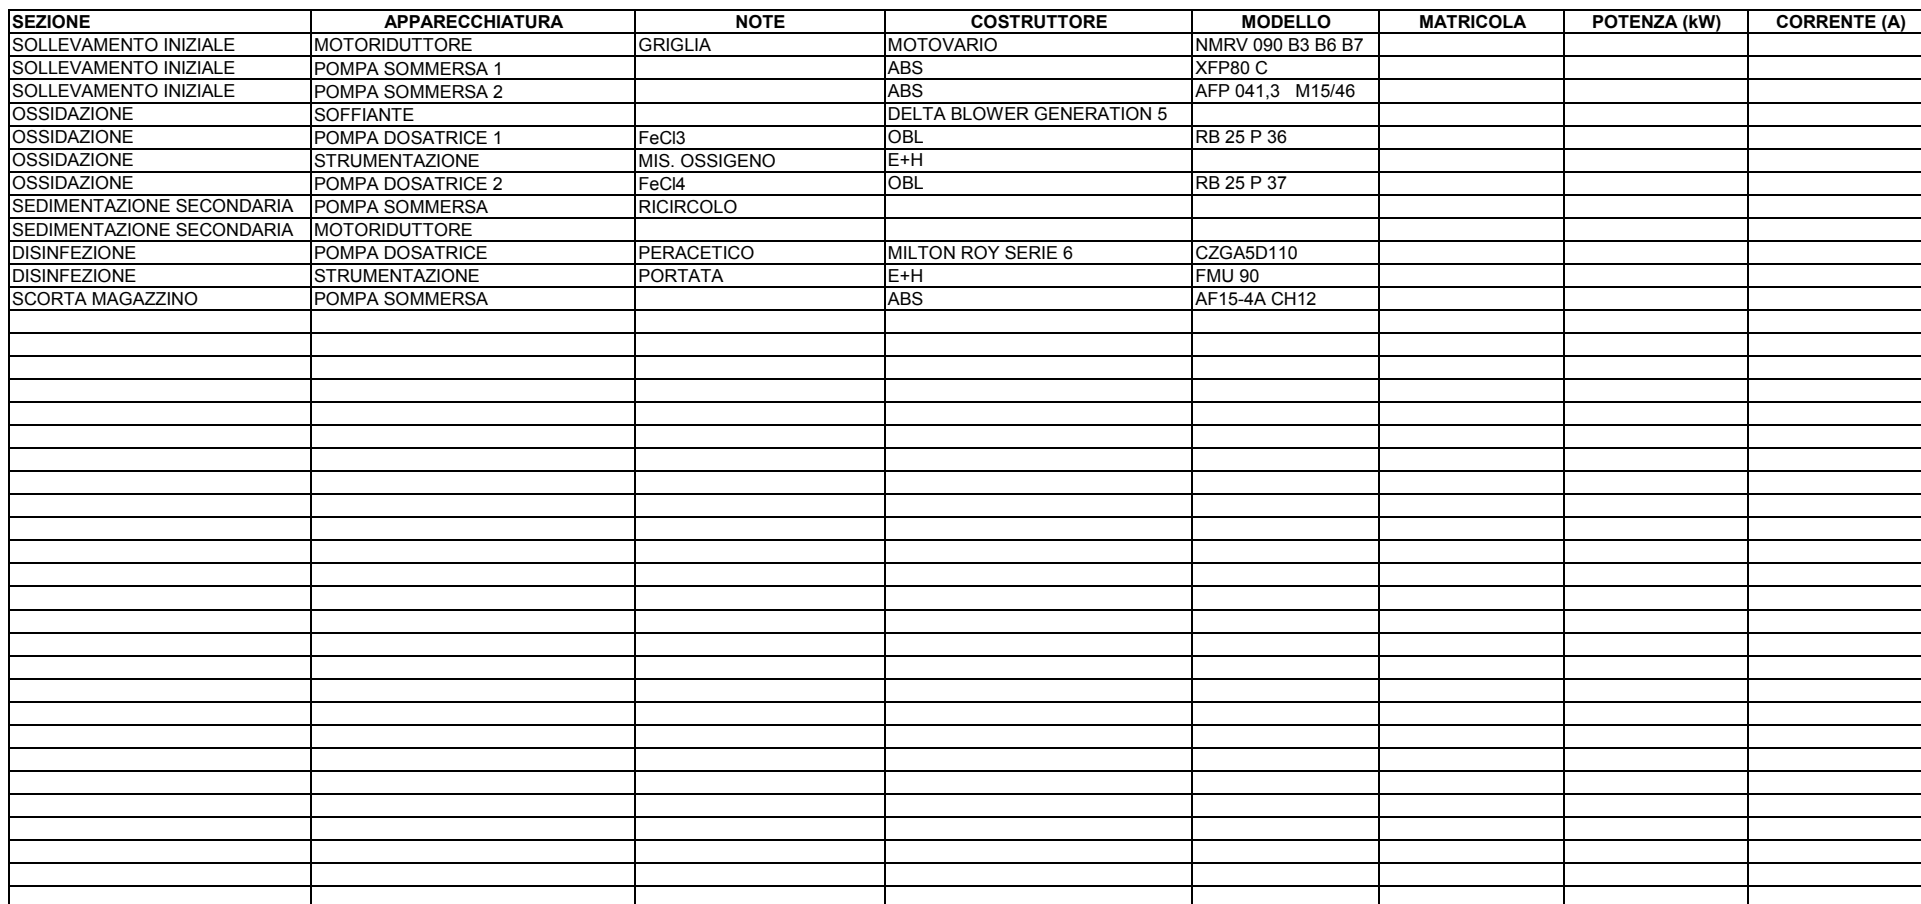 SEZIONE APPARECCHIATURA NOTE COSTRUTTORE MODELLO MATRICOLA POTENZA (kW) CORRENTE (A)
SOLLEVAMENTO INIZIALE MOTORIDUTTORE GRIGLIA MOTOVARIO NMRV 090 B3 B6 B7
SOLLEVAMENTO INIZIALE POMPA SOMMERSA 1 ABS XFP80 C
SOLLEVAMENTO INIZIALE POMPA SOMMERSA 2 ABS AFP 041,3 M15/46
OSSIDAZIONE SOFFIANTE DELTA BLOWER GENERATION 5
OSSIDAZIONE POMPA DOSATRICE 1 FeCl3 OBL RB 25 P 36
OSSIDAZIONE STRUMENTAZIONE MIS. OSSIGENO E+H
OSSIDAZIONE POMPA DOSATRICE 2 FeCl4 OBL RB 25 P 37
SEDIMENTAZIONE SECONDARIA POMPA SOMMERSA RICIRCOLO
SEDIMENTAZIONE SECONDARIA MOTORIDUTTORE
DISINFEZIONE POMPA DOSATRICE PERACETICO MILTON ROY SERIE 6 CZGA5D110
DISINFEZIONE STRUMENTAZIONE PORTATA E+H FMU 90
SCORTA MAGAZZINO POMPA SOMMERSA ABS AF15-4A CH12